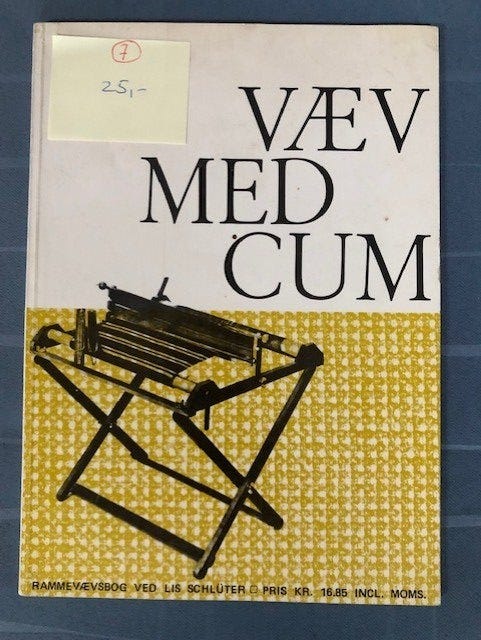 7
25,-
VÆV
MED
CUM
RAMMEVÆVSBOG VED LIS SCHLÜTER □ PRIS KR. 16.85 INCL. MOMS.